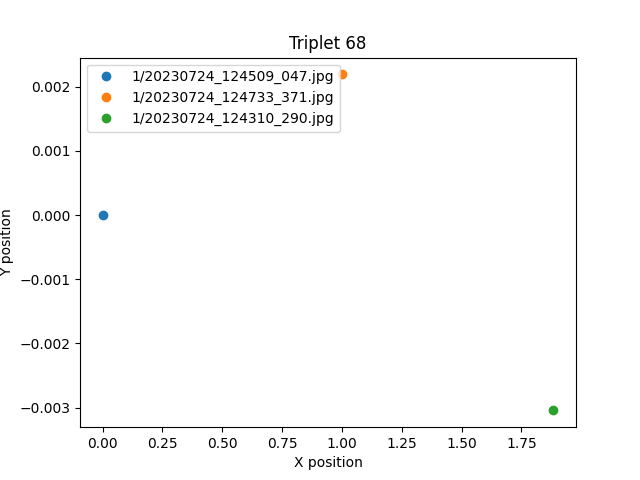 Triplet 68
1/20230724_124509_047.jpg
1/20230724_124733_371.jpg
1/20230724_124310_290.jpg
0.002
0.001
0.000
−0.001
−0.002
−0.003
Y position
0.00 0.25 0.50 0.75 1.00 1.25 1.50 1.75
X position